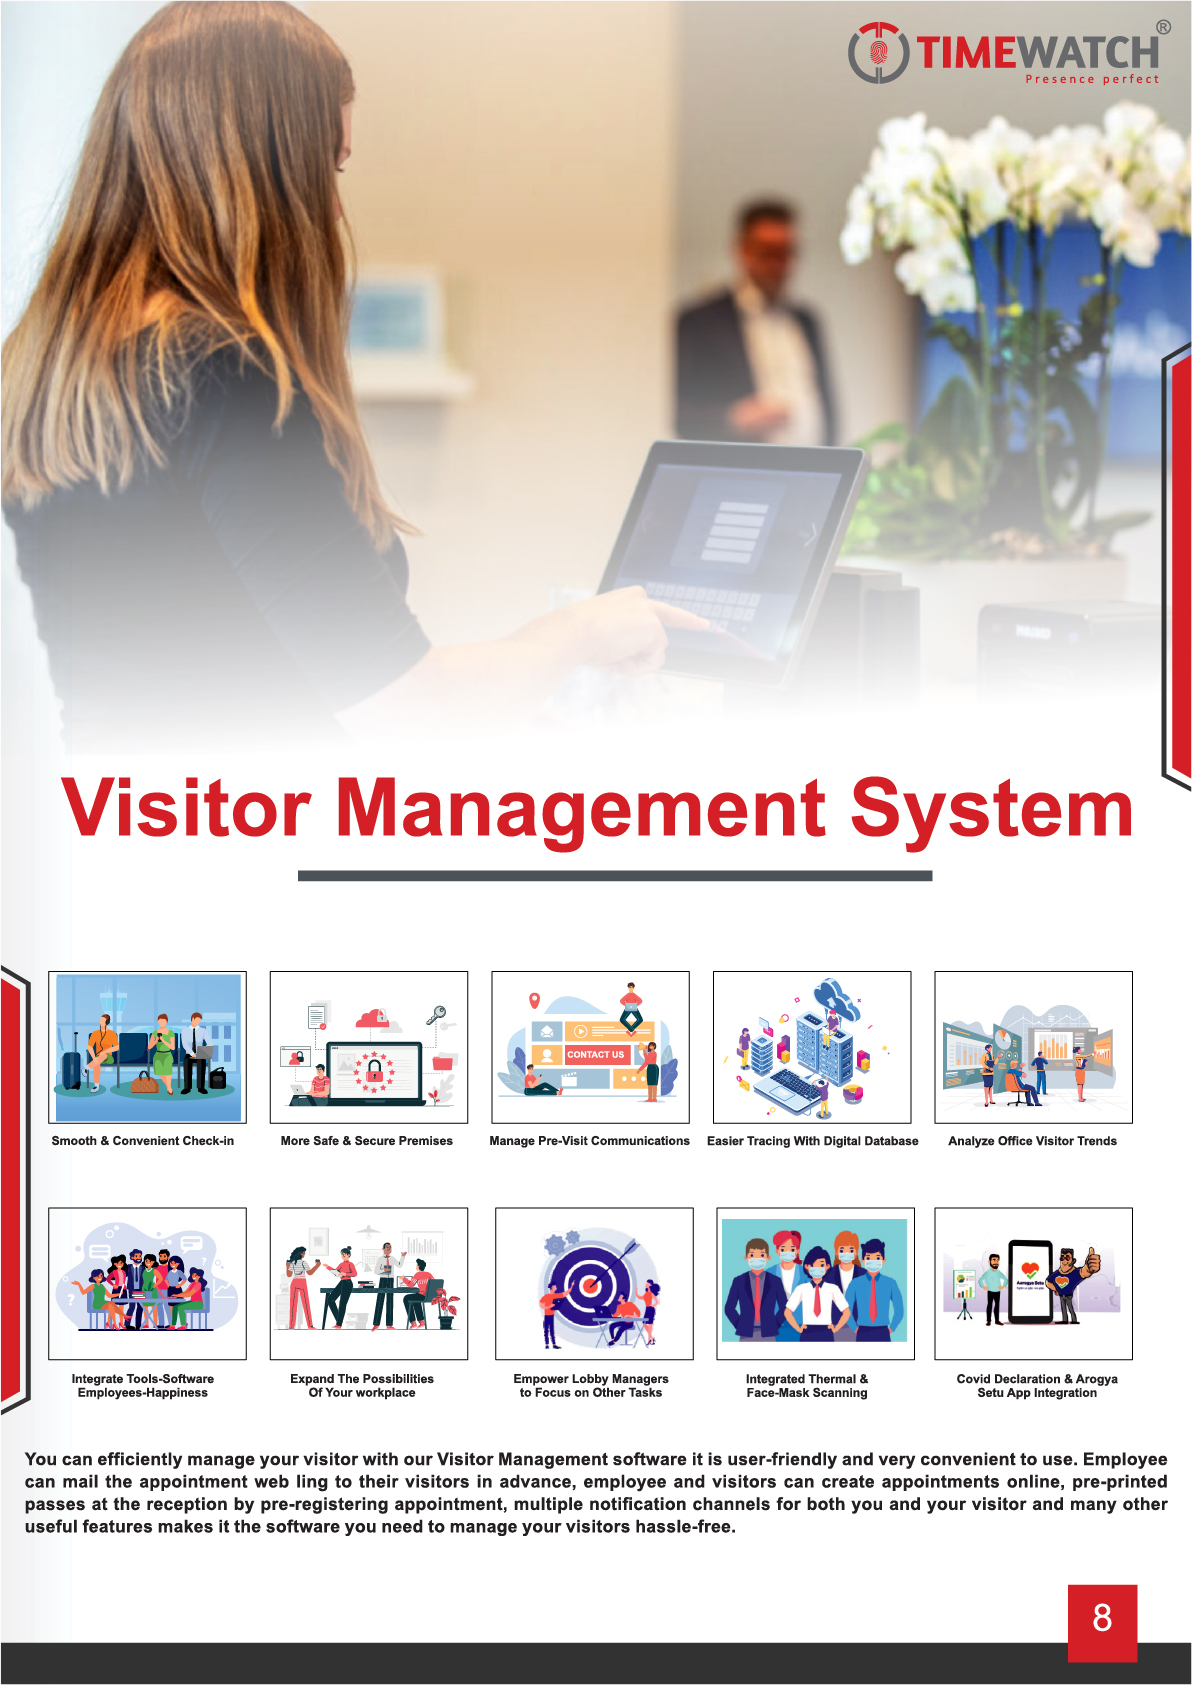 TIMEWATCH®
Presence perfect
Visitor Management System
CONTACT US
Smooth & Convenient Check-in
More Safe & Secure Premises
Manage Pre-Visit Communications
Easier Tracing With Digital Database
Analyze Office Visitor Trends
Aarogya Setu
Integrate Tools-Software
Employees-Happiness
Expand The Possibilities
Of Your workplace
Empower Lobby Managers
to Focus on Other Tasks
Integrated Thermal &
Face-Mask Scanning
Covid Declaration & Arogya
Setu App Integration
You can efficiently manage your visitor with our Visitor Management software it is user-friendly and very convenient to use. Employee
can mail the appointment web ling to their visitors in advance, employee and visitors can create appointments online, pre-printed
passes at the reception by pre-registering appointment, multiple notification channels for both you and your visitor and many other
useful features makes it the software you need to manage your visitors hassle-free.
8